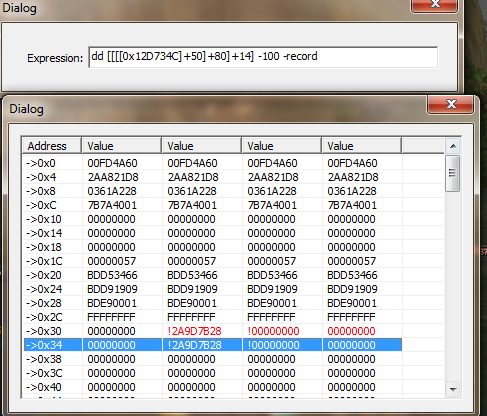 Dialog
Expression: dd [[[[0x12D734C]+50]+80]+14] -100 -record
Dialog
Address Value Value Value Value
->0x0 00FD4A60 00FD4A60 00FD4A60 00FD4A60
->0x4 2AA821D8 2AA821D8 2AA821D8 2AA821D8
->0x8 0361A228 0361A228 0361A228 0361A228
->0xC 7B7A4001 7B7A4001 7B7A4001 7B7A4001
->0x10 00000000 00000000 00000000 00000000
->0x14 00000000 00000000 00000000 00000000
->0x18 00000000 00000000 00000000 00000000
->0x1C 00000057 00000057 00000057 00000057
->0x20 BDD53466 BDD53466 BDD53466 BDD53466
->0x24 BDD91909 BDD91909 BDD91909 BDD91909
->0x28 BDE90001 BDE90001 BDE90001 BDE90001
->0x2C FFFFFFFF FFFFFFFF FFFFFFFF FFFFFFFF
->0x30 00000000 !2A9D7B28 !00000000 00000000
->0x34 00000000 !2A9D7B28 !00000000 00000000
->0x38 00000000 00000000 00000000 00000000
->0x3C 00000000 00000000 00000000 00000000
->0x40 00000000 00000000 00000000 00000000